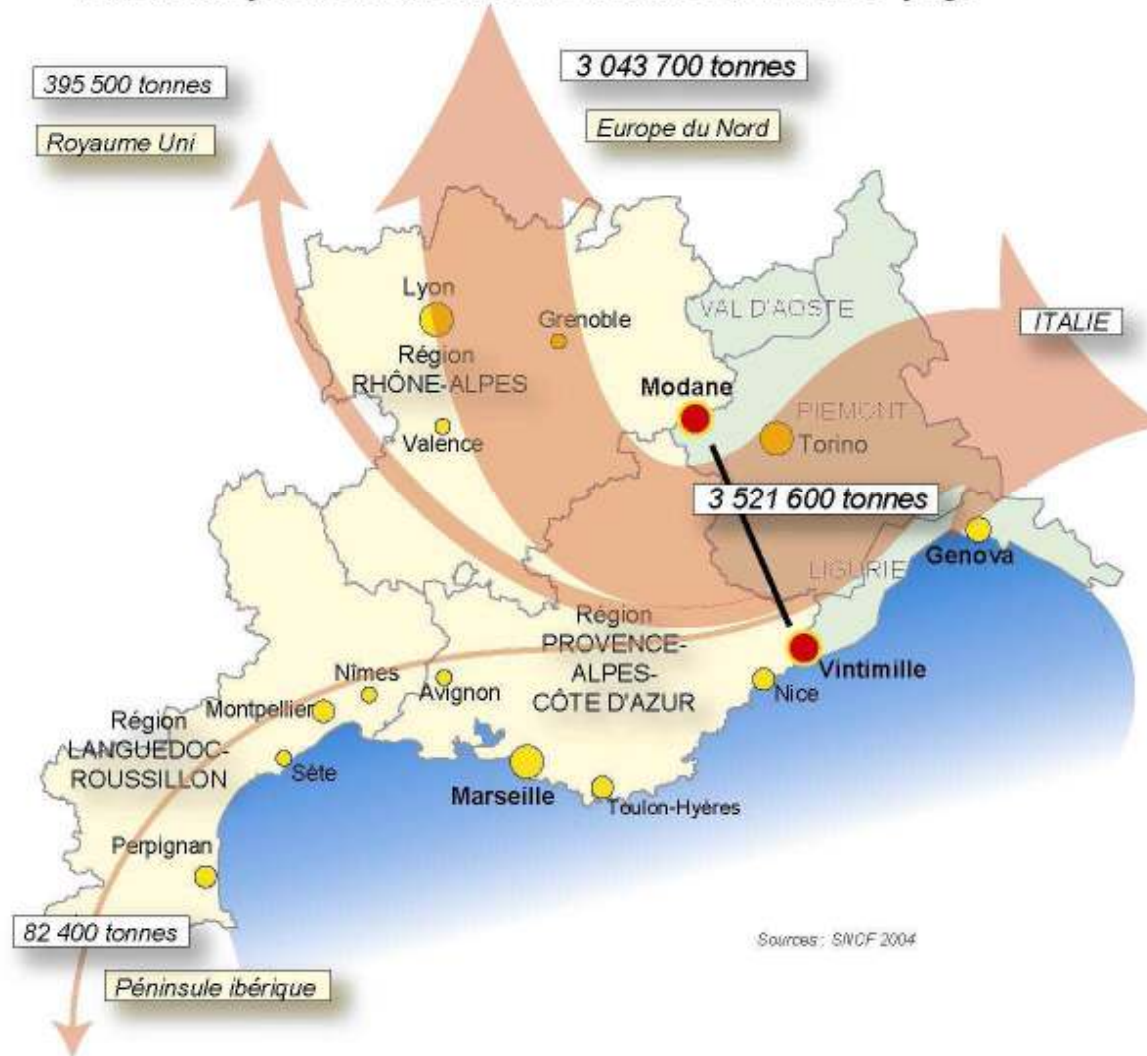 395 500 tonnes
Royaume Uni
3 043 700 tonnes
Europe du Nord
Lyon
Grenoble
Région
RHÔNE-ALPES
Valence
VAL D'AOSTE
ITALIE
Modane
PIEMONT
Torino
3 521 600 tonnes
Genova
LIGURIE
Région
PROVENCE-
ALPES-
CÔTE D'AZUR
Vintimille
Nice
Nîmes
Avignon
Montpellier
Région
LANGUEDOC-
ROUSSILLON
Sète
Marseille
Toulon-Hyères
Perpignan
82 400 tonnes
Péninsule ibérique
Sources : SNCF 2004